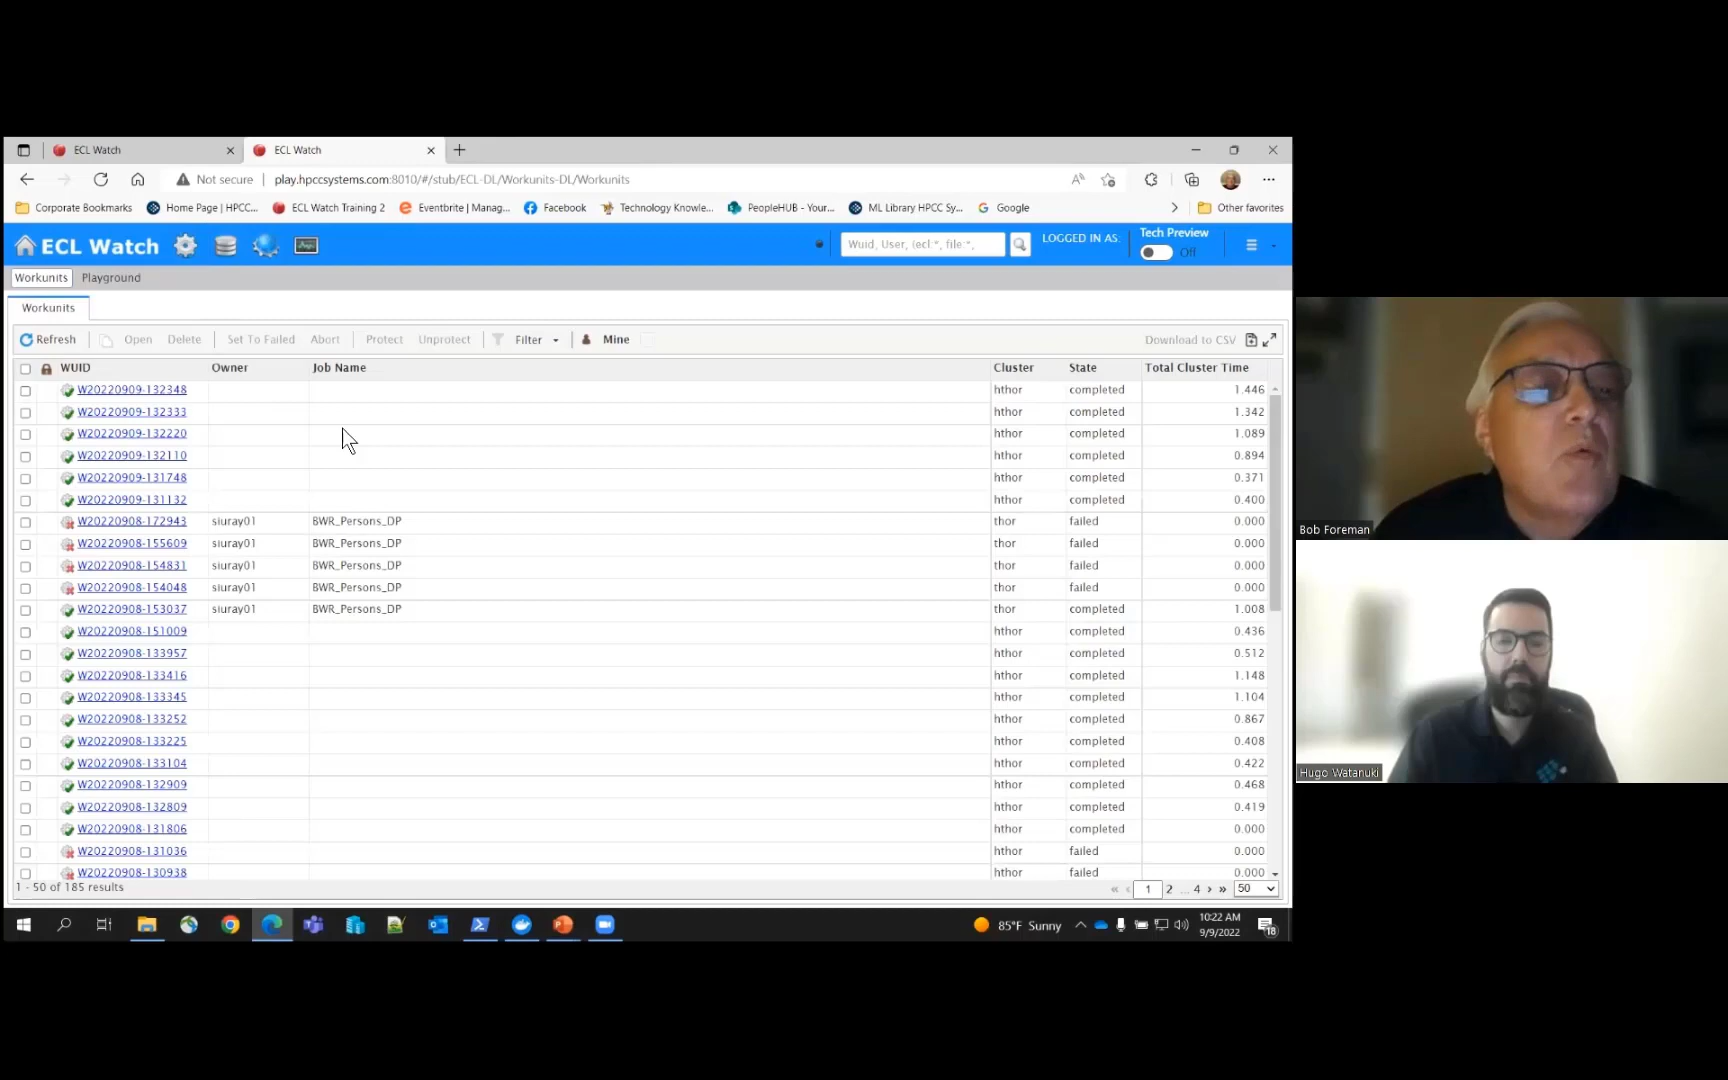 ECL Watch
ECL Watch
Not secure play.hpccsystems.com:8010/#/stub/ECL-DL/Workunits-DL/Workunits
Corporate Bookmarks Home Page | HPCC... ECL Watch Training 2 Eventbrite | Manag... Facebook Technology Knowle... PeopleHUB - Your... ML Library HPCC Sy... Google Other favorites
ECL Watch Wuid, User, (ecl:*, file:*, LOGGED IN AS: Tech Preview Off
Workunits Playground
Workunits
Refresh Open Delete Set To Failed Abort Protect Unprotect Filter Mine Download to CSV
WUID Owner Job Name Cluster State Total Cluster Time
W20220909-132348 hthor completed 1.446
W20220909-132333 hthor completed 1.342
W20220909-132220 hthor completed 1.089
W20220909-132110 hthor completed 0.894
W20220909-131748 hthor completed 0.371
W20220909-131132 hthor completed 0.400
W20220908-172943 siuray01 BWR_Persons_DP thor failed 0.000
W20220908-155609 siuray01 BWR_Persons_DP thor failed 0.000
W20220908-154831 siuray01 BWR_Persons_DP thor failed 0.000
W20220908-154048 siuray01 BWR_Persons_DP thor failed 0.000
W20220908-153037 siuray01 BWR_Persons_DP thor completed 1.008
W20220908-151009 hthor completed 0.436
W20220908-133957 hthor completed 0.512
W20220908-133416 hthor completed 1.148
W20220908-133345 hthor completed 1.104
W20220908-133252 hthor completed 0.867
W20220908-133225 hthor completed 0.408
W20220908-133104 hthor completed 0.422
W20220908-132909 hthor completed 0.468
W20220908-132809 hthor completed 0.419
W20220908-131806 hthor completed 0.000
W20220908-131036 hthor failed 0.000
W20220908-130938 hthor failed 0.000
1 - 50 of 185 results « ‹ 1 2 ... 4 › » 50
85°F Sunny 10:22 AM
9/9/2022
18
Bob Foreman
Hugo Watanuki